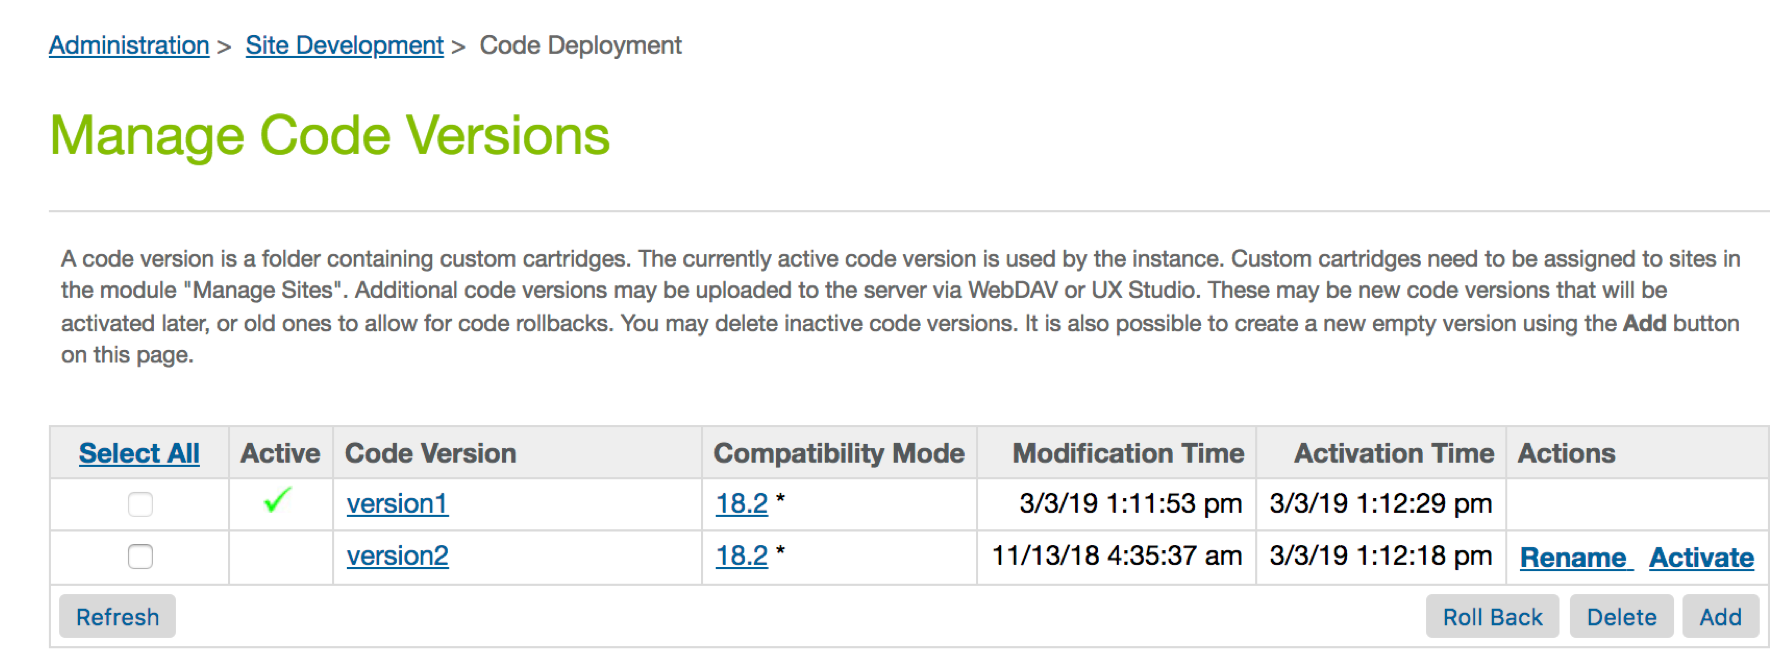 Administration > Site Development > Code Deployment
Manage Code Versions
A code version is a folder containing custom cartridges. The currently active code version is used by the instance. Custom cartridges need to be assigned to sites in
the module "Manage Sites". Additional code versions may be uploaded to the server via WebDAV or UX Studio. These may be new code versions that will be
activated later, or old ones to allow for code rollbacks. You may delete inactive code versions. It is also possible to create a new empty version using the Add button
on this page.
Select All Active Code Version Compatibility Mode Modification Time Activation Time Actions
version1 18.2 * 3/3/19 1:11:53 pm 3/3/19 1:12:29 pm
version2 18.2 * 11/13/18 4:35:37 am 3/3/19 1:12:18 pm Rename Activate
Refresh Roll Back Delete Add